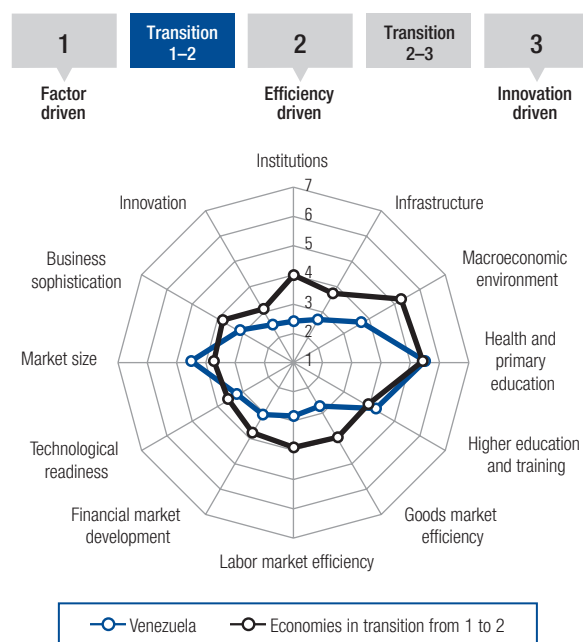 1
Transition
1–2
2
Transition
2–3
3
Factor
driven
Efficiency
driven
Innovation
driven
Institutions
7
6
5
4
3
2
1
Infrastructure
Macroeconomic
environment
Health and
primary
education
Higher education
and training
Goods market
efficiency
Labor market efficiency
Financial market
development
Technological
readiness
Market size
Business
sophistication
Innovation
Venezuela
Economies in transition from 1 to 2